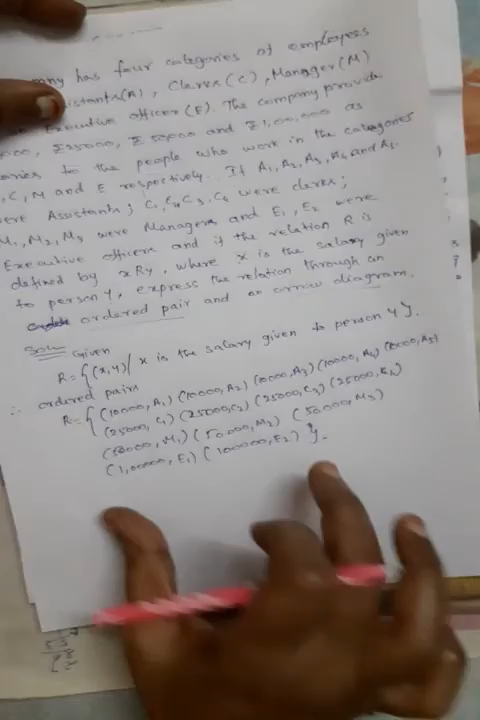 has four categories of employees
Assistants(A), Clerks(C), Manager(M)
Executive officer (E). The company provide
₹25000, ₹50000 and ₹1,00,000 as
to the people who work in the categories
C, M and E respectively. If A₁, A₂, A₃, A₄ and A₅
were Assistants; C₁, C₂, C₃, C₄ were clerks;
M₁, M₂, M₃ were Managers and E₁, E₂ were
Executive officers and if the relation R is
defined by xRy, where x is the salary given
to person y, express the relation through an
ordered pair and an arrow diagram.
Soln Given
R = {(x,y) / x is the salary given to person y}.
∴ ordered pairs
R = { (10000, A₁) (10000, A₂) (10000, A₃) (10000, A₄) (10000, A₅)
(25000, C₁) (25000, C₂) (25000, C₃) (25000, C₄)
(50000, M₁) (50,000, M₂) (50,000, M₃)
(1,00000, E₁) (100000, E₂) }.